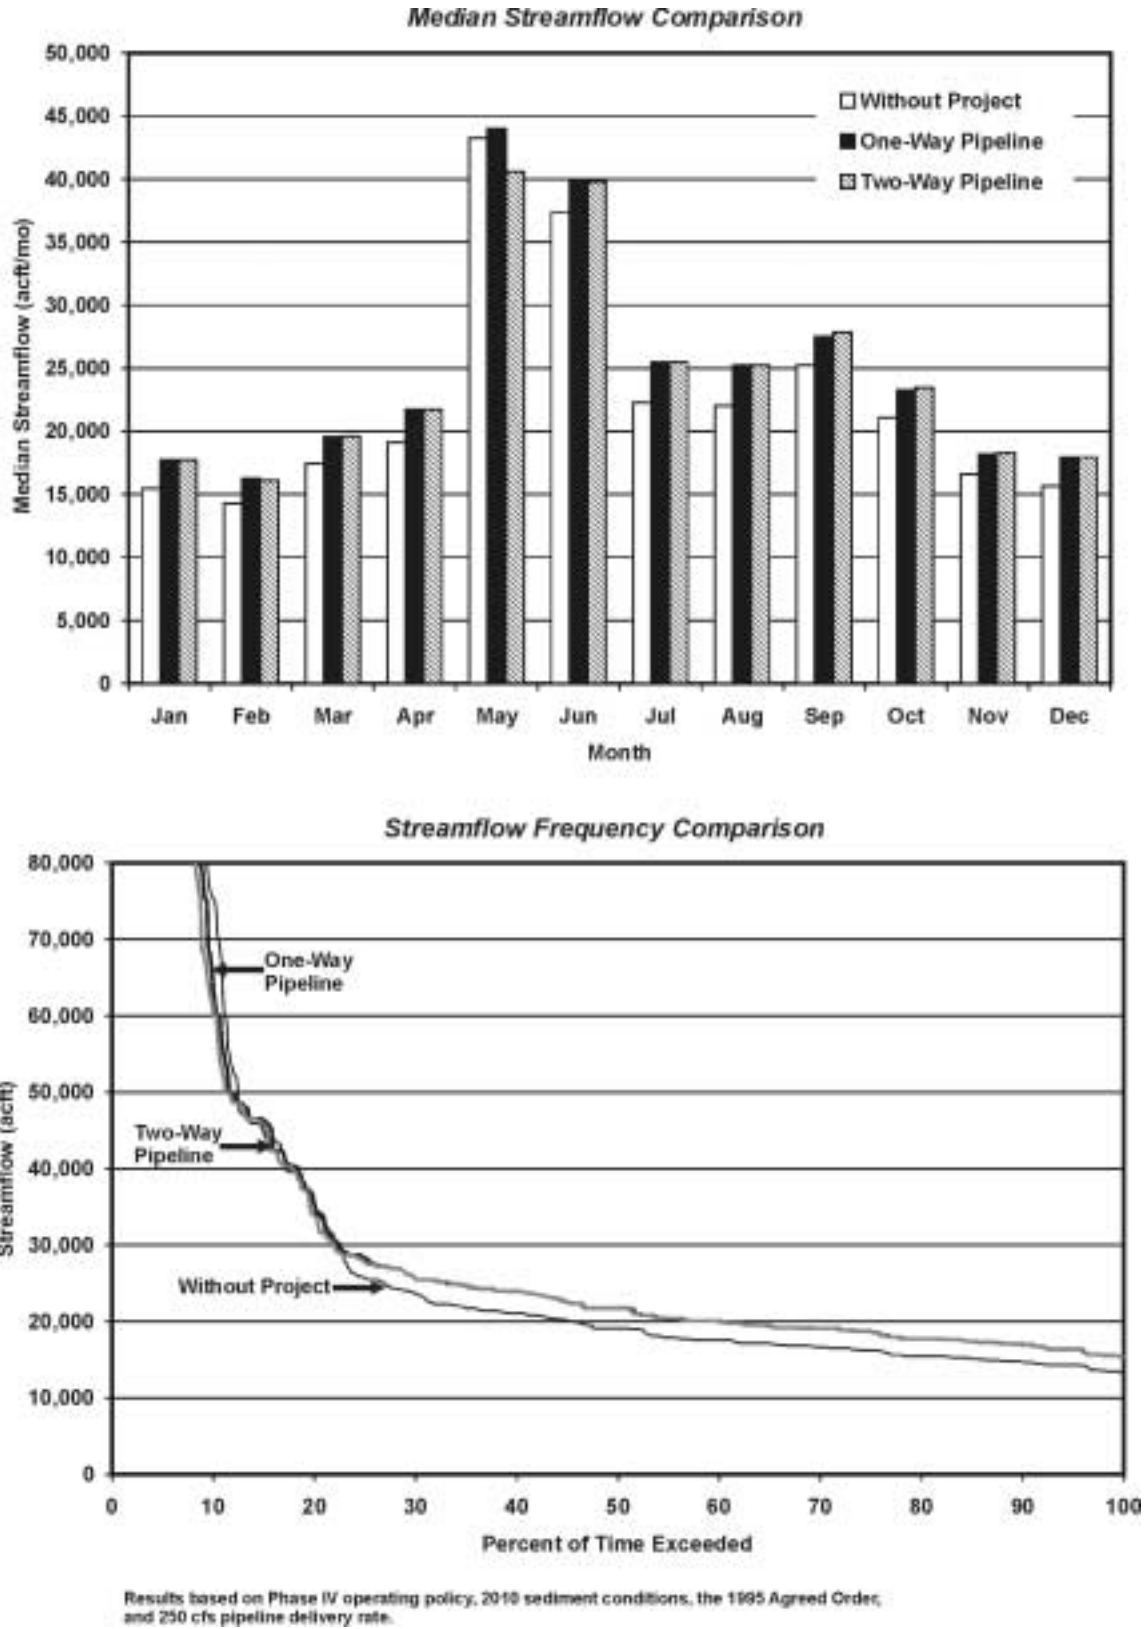 Median Streamflow Comparison
50,000
45,000
40,000
35,000
30,000
25,000
20,000
15,000
10,000
5,000
0
Median Streamflow (acft/mo)
Without Project
One-Way Pipeline
Two-Way Pipeline
Jan Feb Mar Apr May Jun Jul Aug Sep Oct Nov Dec
Month
Streamflow Frequency Comparison
80,000
70,000
60,000
50,000
40,000
30,000
20,000
10,000
0
Streamflow (acft)
One-Way
Pipeline
Two-Way
Pipeline
Without Project
0 10 20 30 40 50 60 70 80 90 100
Percent of Time Exceeded
Results based on Phase IV operating policy, 2010 sediment conditions, the 1995 Agreed Order,
and 250 cfs pipeline delivery rate.